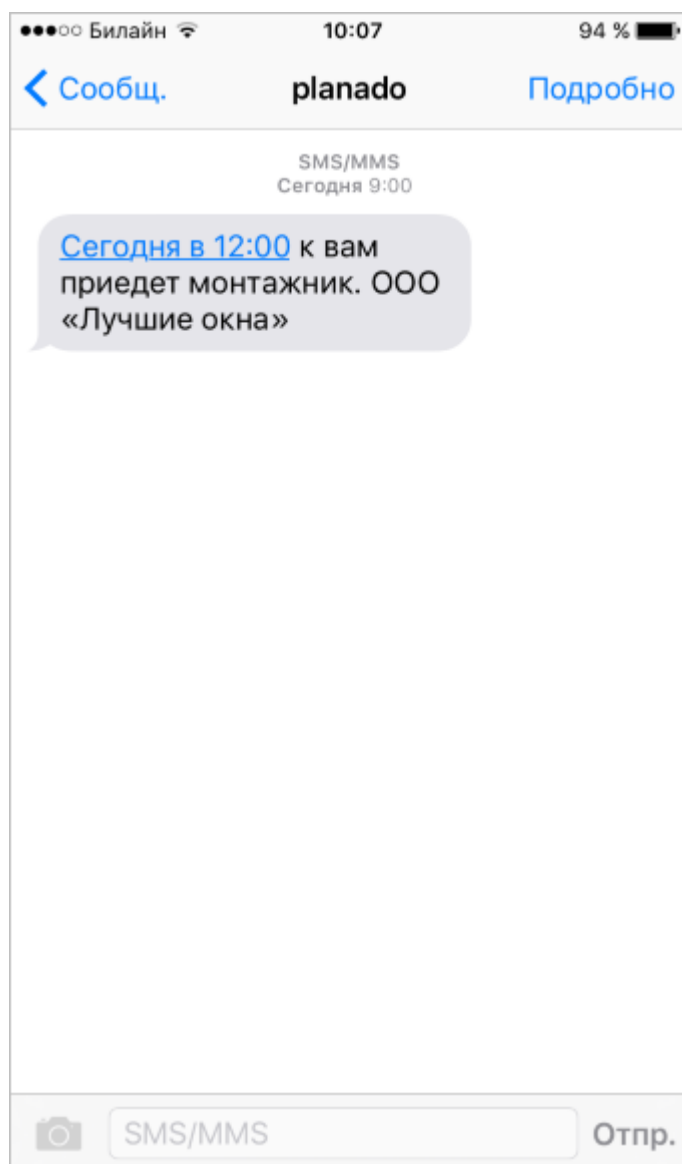 Билайн 10:07 94 %
Сообщ. planado Подробно
SMS/MMS
Сегодня 9:00
Сегодня в 12:00 к вам
приедет монтажник. ООО
«Лучшие окна»
SMS/MMS Отпр.